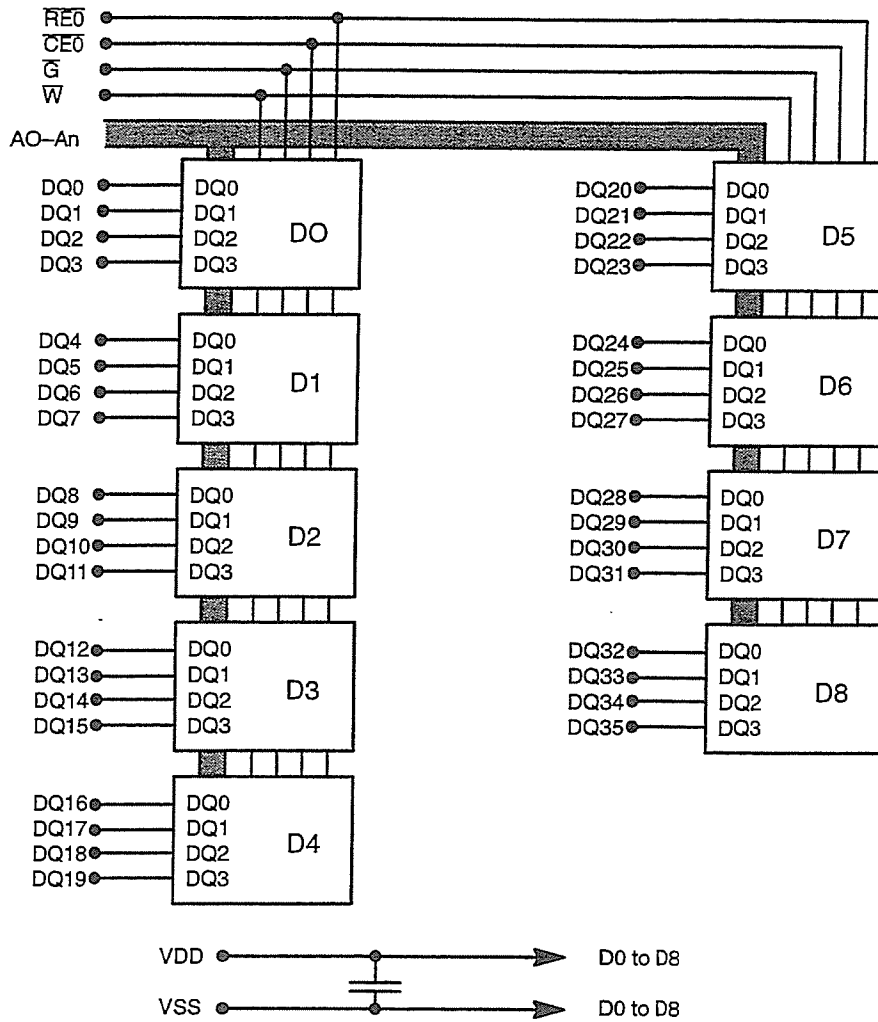 RE0
CE0
G
W
AO–An
DQ0 DQ0
DQ1 DQ1
DQ2 DQ2
DQ3 DQ3
D0
DQ4 DQ0
DQ5 DQ1
DQ6 DQ2
DQ7 DQ3
D1
DQ8 DQ0
DQ9 DQ1
DQ10 DQ2
DQ11 DQ3
D2
DQ12 DQ0
DQ13 DQ1
DQ14 DQ2
DQ15 DQ3
D3
DQ16 DQ0
DQ17 DQ1
DQ18 DQ2
DQ19 DQ3
D4
DQ20 DQ0
DQ21 DQ1
DQ22 DQ2
DQ23 DQ3
D5
DQ24 DQ0
DQ25 DQ1
DQ26 DQ2
DQ27 DQ3
D6
DQ28 DQ0
DQ29 DQ1
DQ30 DQ2
DQ31 DQ3
D7
DQ32 DQ0
DQ33 DQ1
DQ34 DQ2
DQ35 DQ3
D8
VDD D0 to D8
VSS D0 to D8